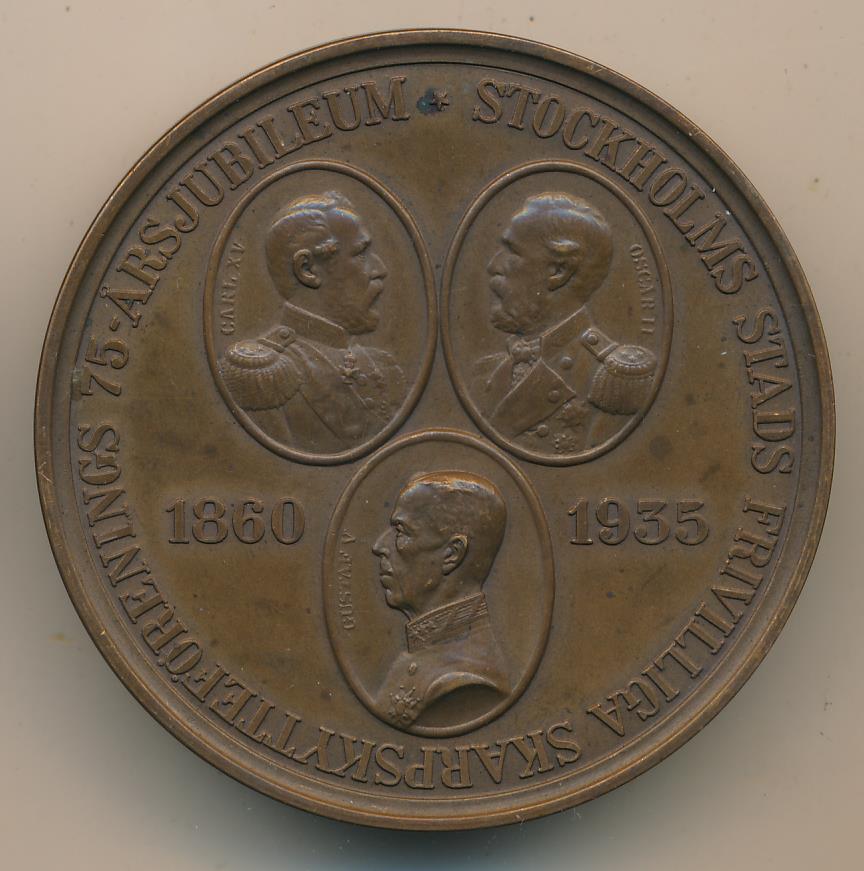 STOCKHOLMS STADS FRIVILLIGA SKARPSKYTTEFÖRENINGS 75-ÅRSJUBILEUM
CARL XV
OSCAR II
1860
1935
GUSTAF V